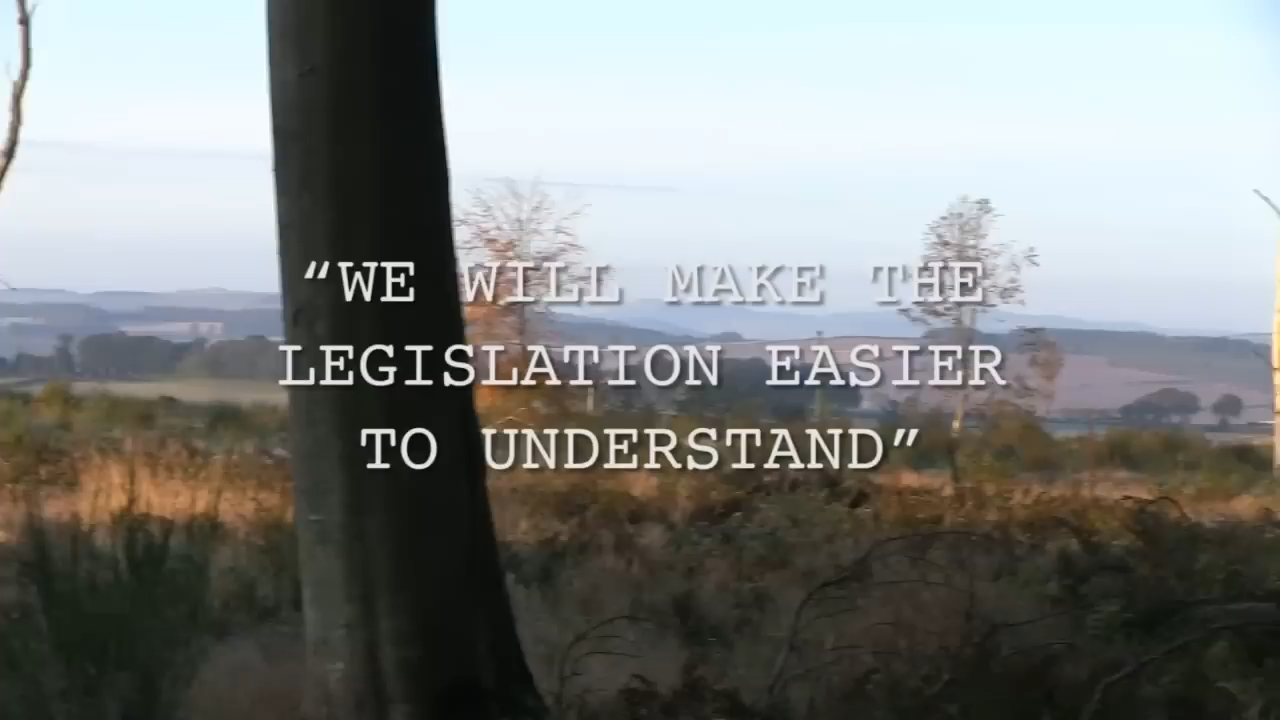 “WE WILL MAKE THE
LEGISLATION EASIER
TO UNDERSTAND”